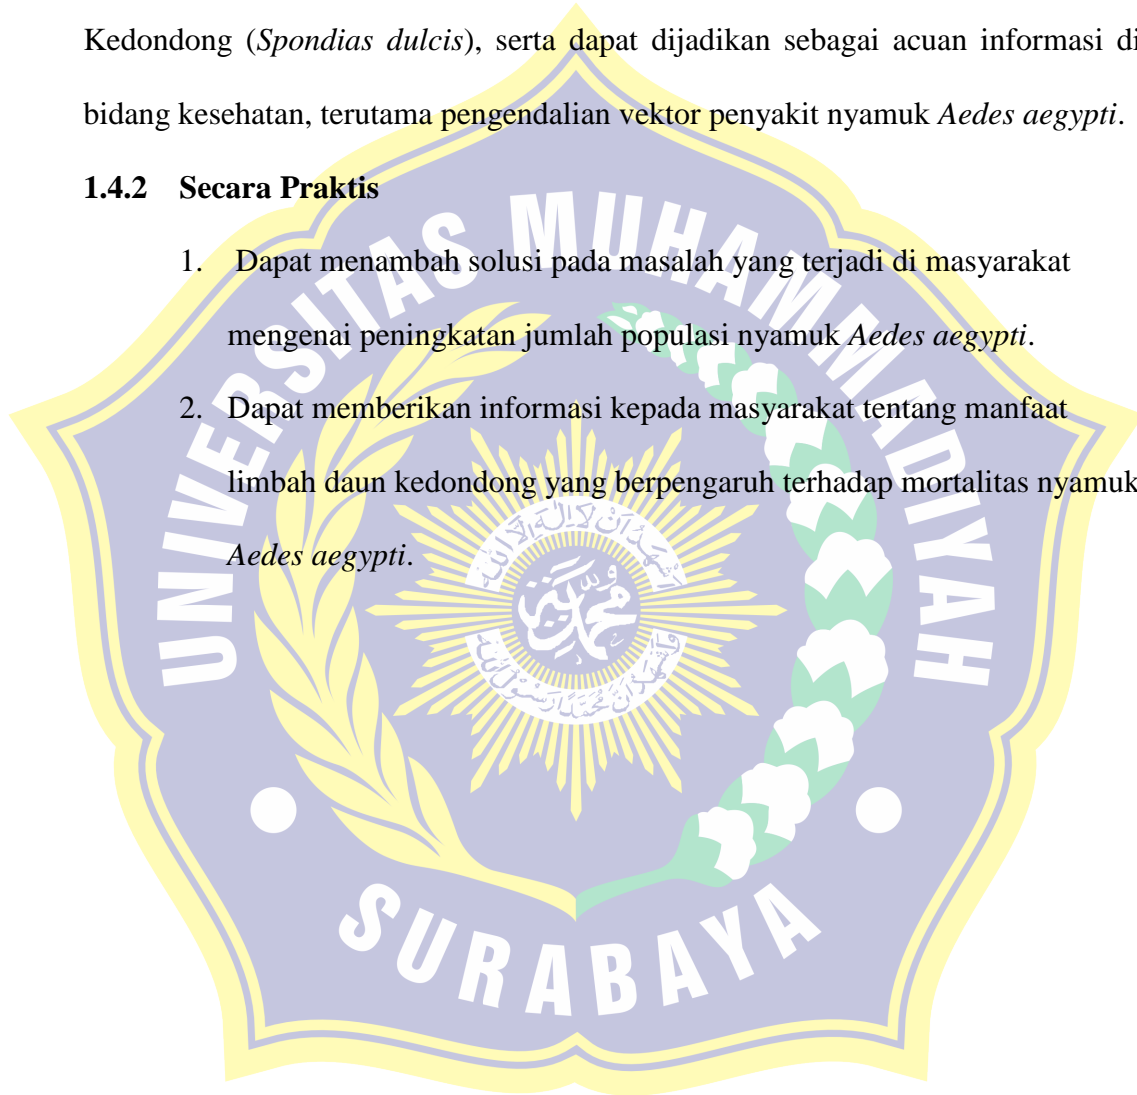 Kedondong (Spondias dulcis), serta dapat dijadikan sebagai acuan informasi di
bidang kesehatan, terutama pengendalian vektor penyakit nyamuk Aedes aegypti.
1.4.2 Secara Praktis
1. Dapat menambah solusi pada masalah yang terjadi di masyarakat
mengenai peningkatan jumlah populasi nyamuk Aedes aegypti.
2. Dapat memberikan informasi kepada masyarakat tentang manfaat
limbah daun kedondong yang berpengaruh terhadap mortalitas nyamuk
Aedes aegypti.
UNIVERSITAS MUHAMMADIYAH
SURABAYA